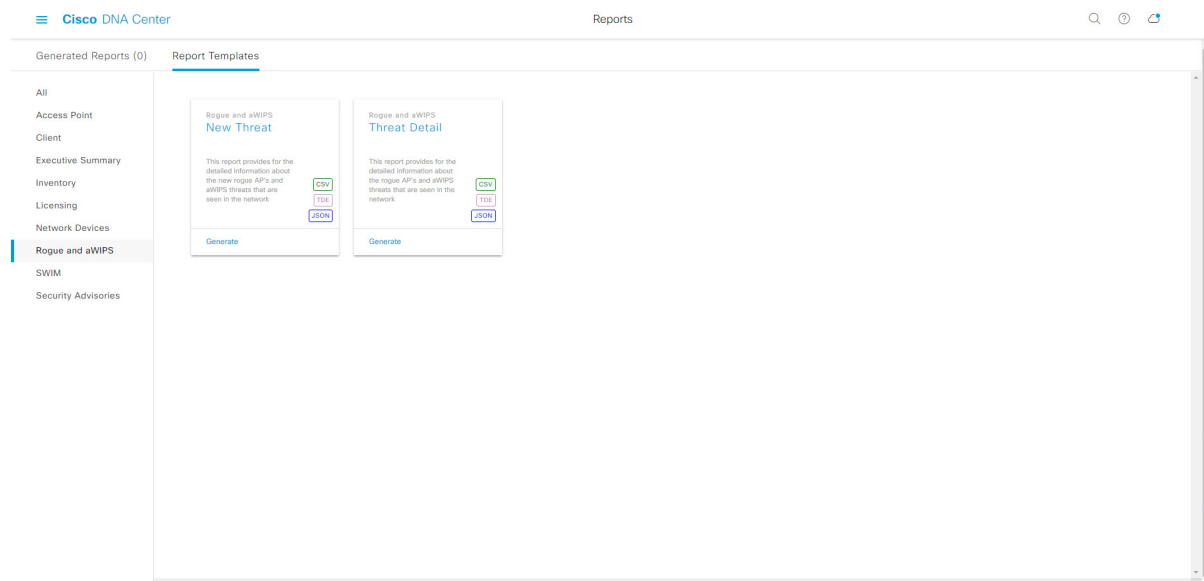 Cisco DNA Center
Reports
Generated Reports (0)
Report Templates
All
Access Point
Client
Executive Summary
Inventory
Licensing
Network Devices
Rogue and aWIPS
SWIM
Security Advisories
Rogue and aWIPS
New Threat
This report provides for the
detailed information about
the new rogue AP's and
aWIPS threats that are
seen in the network
CSV
TDE
JSON
Generate
Rogue and aWIPS
Threat Detail
This report provides for the
detailed information about
the rogue AP's and aWIPS
threats that are seen in the
network
CSV
TDE
JSON
Generate